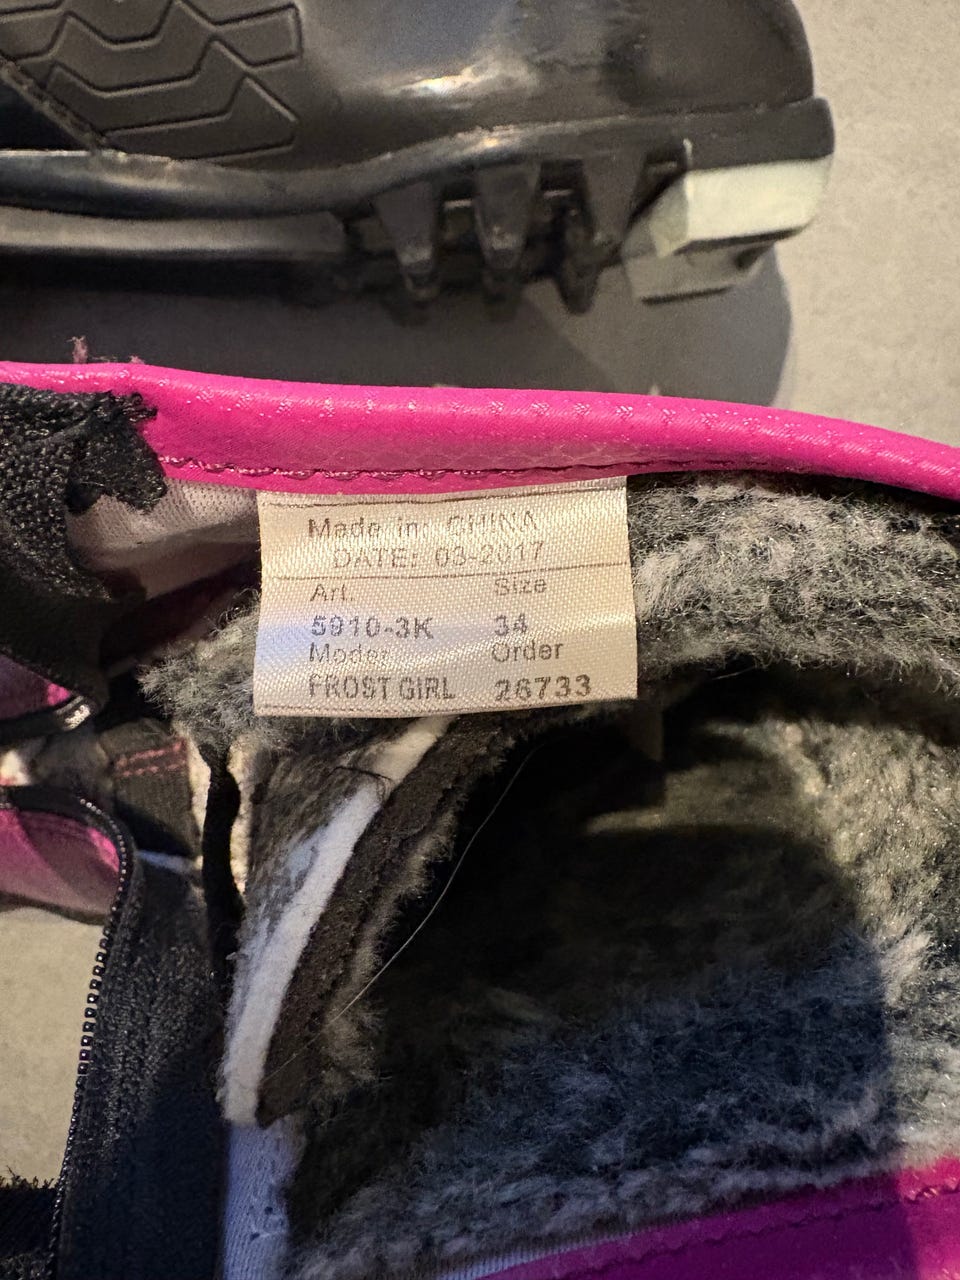 Made in: CHINA
DATE: 03-2017
Art. Size
5910-3K 34
Model Order
FROST GIRL 26733